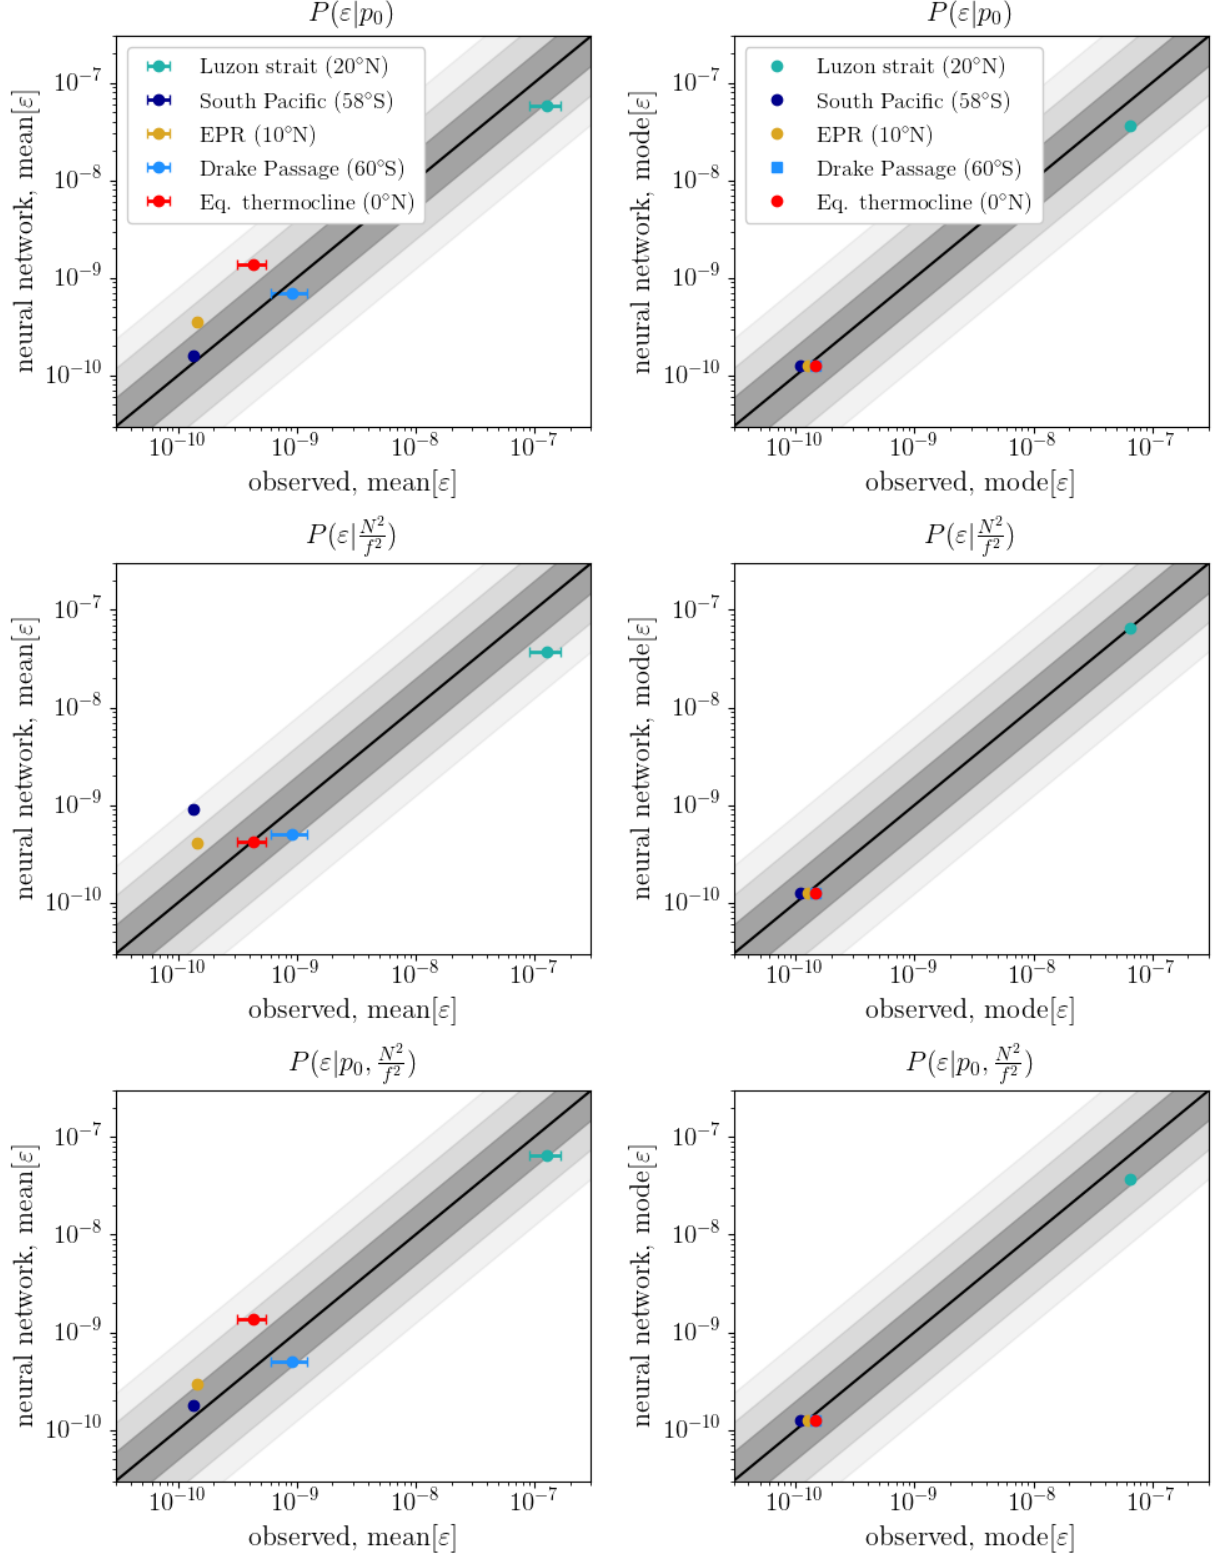 P(ε|p₀)
10⁻⁷
10⁻⁸
10⁻⁹
10⁻¹⁰
neural network, mean[ε]
Luzon strait (20°N)
South Pacific (58°S)
EPR (10°N)
Drake Passage (60°S)
Eq. thermocline (0°N)
10⁻¹⁰ 10⁻⁹ 10⁻⁸ 10⁻⁷
observed, mean[ε]
P(ε|p₀)
10⁻⁷
10⁻⁸
10⁻⁹
10⁻¹⁰
neural network, mode[ε]
Luzon strait (20°N)
South Pacific (58°S)
EPR (10°N)
Drake Passage (60°S)
Eq. thermocline (0°N)
10⁻¹⁰ 10⁻⁹ 10⁻⁸ 10⁻⁷
observed, mode[ε]
P(ε|N²/f²)
10⁻⁷
10⁻⁸
10⁻⁹
10⁻¹⁰
neural network, mean[ε]
10⁻¹⁰ 10⁻⁹ 10⁻⁸ 10⁻⁷
observed, mean[ε]
P(ε|N²/f²)
10⁻⁷
10⁻⁸
10⁻⁹
10⁻¹⁰
neural network, mode[ε]
10⁻¹⁰ 10⁻⁹ 10⁻⁸ 10⁻⁷
observed, mode[ε]
P(ε|p₀, N²/f²)
10⁻⁷
10⁻⁸
10⁻⁹
10⁻¹⁰
neural network, mean[ε]
10⁻¹⁰ 10⁻⁹ 10⁻⁸ 10⁻⁷
observed, mean[ε]
P(ε|p₀, N²/f²)
10⁻⁷
10⁻⁸
10⁻⁹
10⁻¹⁰
neural network, mode[ε]
10⁻¹⁰ 10⁻⁹ 10⁻⁸ 10⁻⁷
observed, mode[ε]